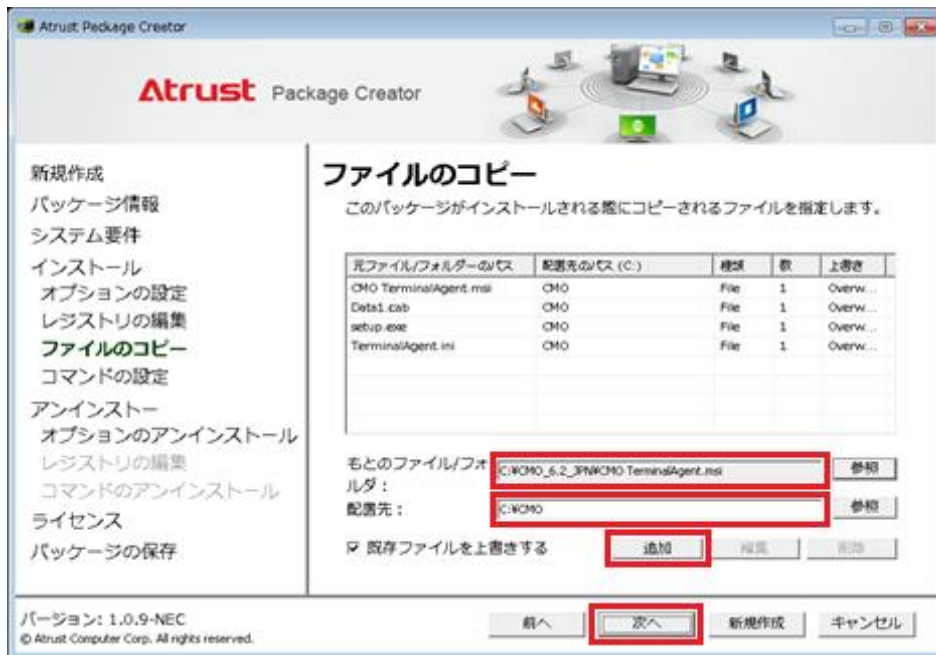 Atrust Package Creator
Atrust Package Creator
新規作成
パッケージ情報
システム要件
インストール
オプションの設定
レジストリの編集
ファイルのコピー
コマンドの設定
アンインストー
オプションのアンインストール
レジストリの編集
コマンドのアンインストール
ライセンス
パッケージの保存
ファイルのコピー
このパッケージがインストールされる際にコピーされるファイルを指定します。
元ファイル/フォルダーのパス 配置先のパス (C:) 種類 数 上書き
CMO TerminalAgent.msi CMO File 1 Overw...
Data1.cab CMO File 1 Overw...
setup.exe CMO File 1 Overw...
TerminalAgent.ini CMO File 1 Overw...
もとのファイル/フォ
ルダ:
C:¥CMO_6.2_JPN¥CMO TerminalAgent.msi 参照
配置先: C:¥CMO 参照
既存ファイルを上書きする 追加 編集 削除
バージョン: 1.0.9-NEC
© Atrust Computer Corp. All rights reserved.
前へ 次へ 新規作成 キャンセル